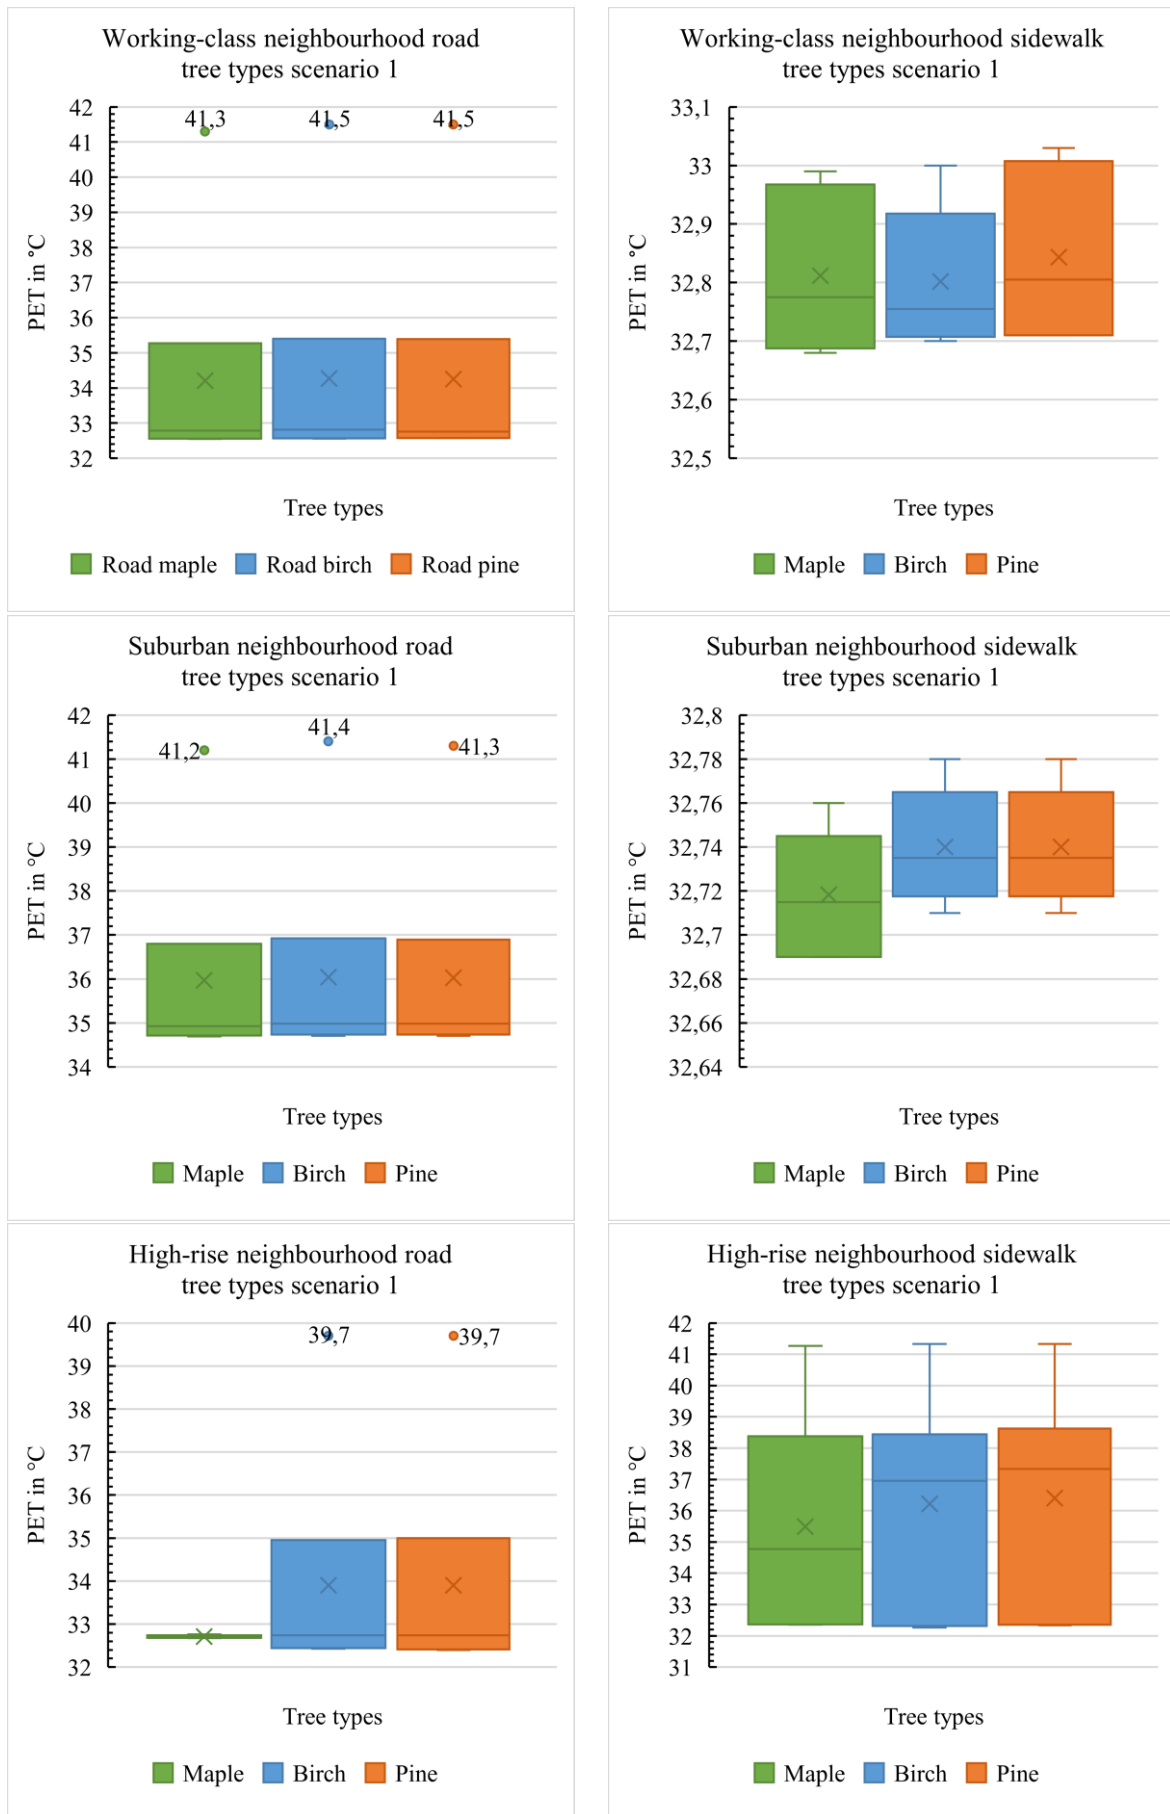 Working-class neighbourhood road
tree types scenario 1
42
41
40
39
38
37
36
35
34
33
32
PET in °C
41,3
41,5
41,5
Tree types
Road maple
Road birch
Road pine
Working-class neighbourhood sidewalk
tree types scenario 1
33,1
33
32,9
32,8
32,7
32,6
32,5
PET in °C
Tree types
Maple
Birch
Pine
Suburban neighbourhood road
tree types scenario 1
42
41
40
39
38
37
36
35
34
PET in °C
41,2
41,4
41,3
Tree types
Maple
Birch
Pine
Suburban neighbourhood sidewalk
tree types scenario 1
32,8
32,78
32,76
32,74
32,72
32,7
32,68
32,66
32,64
PET in °C
Tree types
Maple
Birch
Pine
High-rise neighbourhood road
tree types scenario 1
40
39
38
37
36
35
34
33
32
PET in °C
39,7
39,7
Tree types
Maple
Birch
Pine
High-rise neighbourhood sidewalk
tree types scenario 1
42
41
40
39
38
37
36
35
34
33
32
31
PET in °C
Tree types
Maple
Birch
Pine